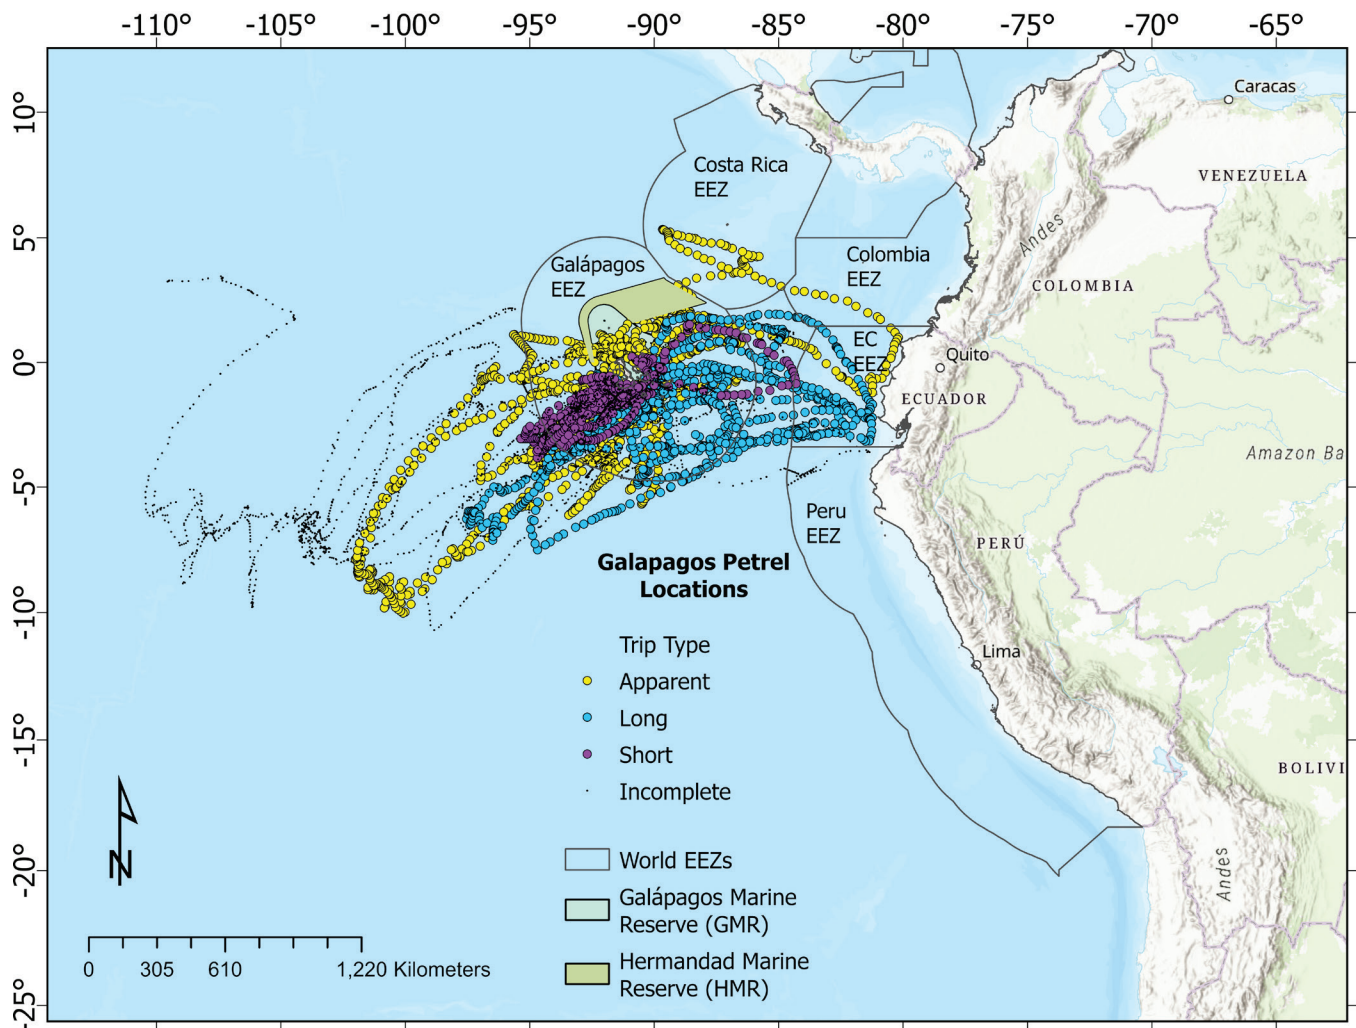 -110° -105° -100° -95° -90° -85° -80° -75° -70° -65°
10°
5°
0°
-5°
-10°
-15°
-20°
-25°
Caracas
VENEZUELA
Costa Rica
EEZ
Andes
Colombia
EEZ
COLOMBIA
Galápagos
EEZ
EC
EEZ
Quito
ECUADOR
Amazon Ba
Peru
EEZ
PERÚ
Lima
BOLIVI
Andes
Galapagos Petrel
Locations
Trip Type
Apparent
Long
Short
Incomplete
World EEZs
Galápagos Marine
Reserve (GMR)
Hermandad Marine
Reserve (HMR)
N
0 305 610 1,220 Kilometers